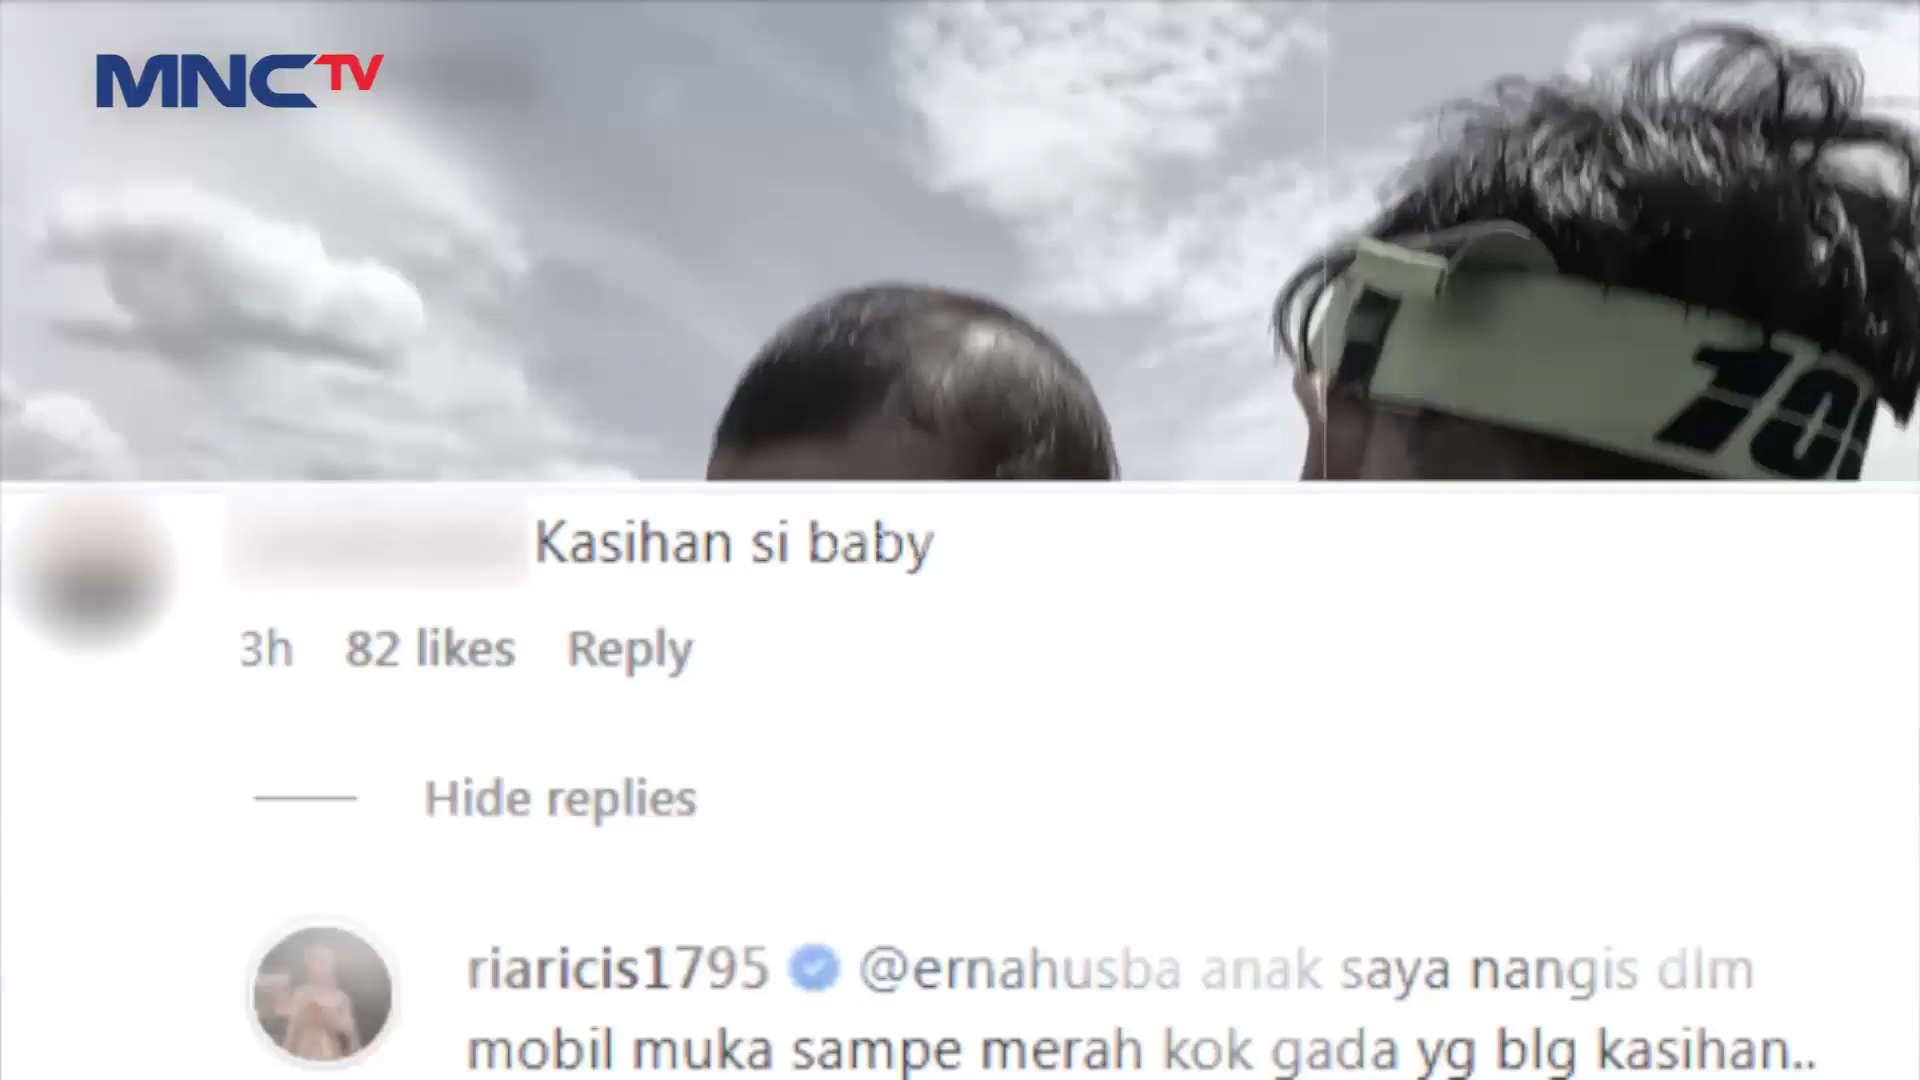 MNCTV
10
Kasihan si baby
3h 82 likes Reply
Hide replies
riaricis1795 @ernahusba anak saya nangis dlm
mobil muka sampe merah kok gada yg blg kasihan..